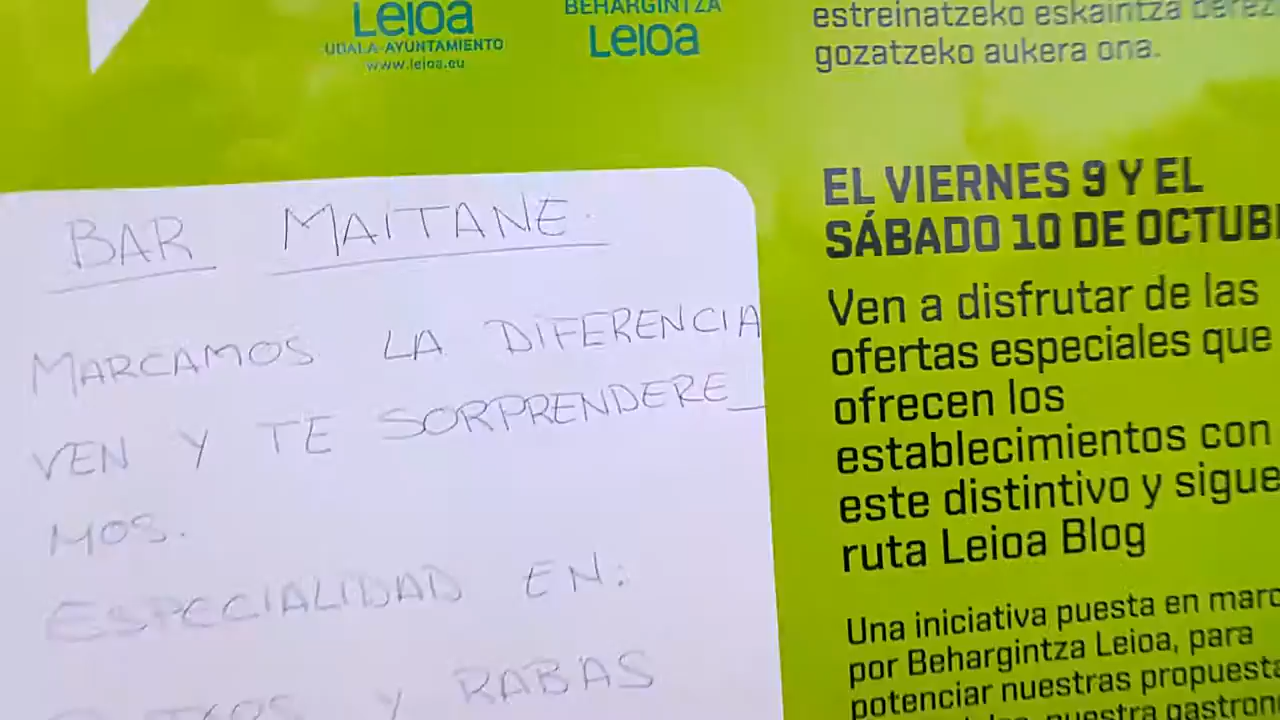 Leioa
UDALA-AYUNTAMIENTO
www.leioa.eu
BEHARGINTZA
Leioa
estreinatzeko eskaintza
gozatzeko aukera ona.
BAR MAITANE.
MARCAMOS LA DIFERENCIA
VEN Y TE SORPRENDERE_
MOS.
ESPECIALIDAD EN:
Y RABAS
EL VIERNES 9 Y EL
SÁBADO 10 DE OCTUB
Ven a disfrutar de las
ofertas especiales que
ofrecen los
establecimientos con
este distintivo y sigue
ruta Leioa Blog
Una iniciativa puesta en marc
por Behargintza Leioa, para
potenciar nuestras propuesta
nuestra gastron